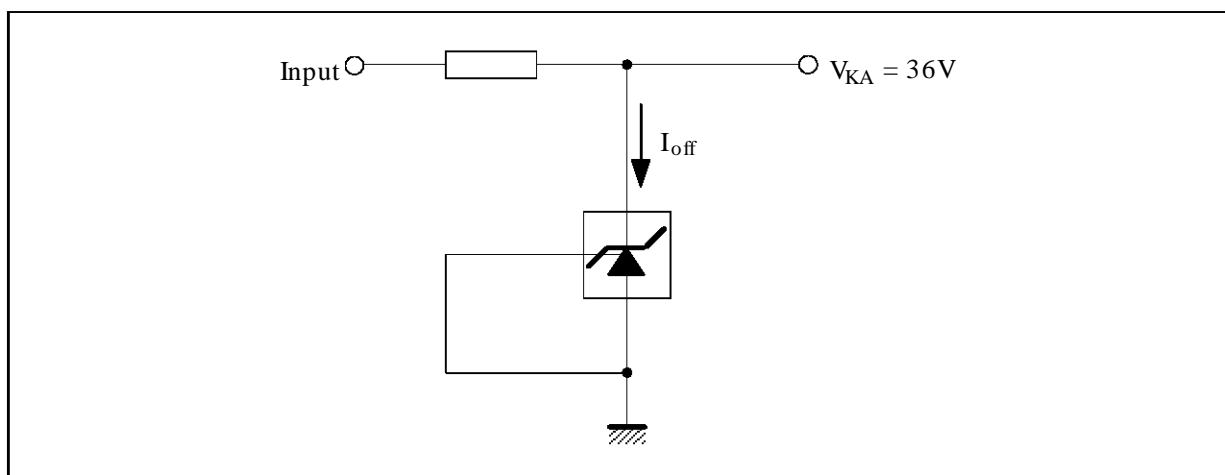 Input
V_KA = 36V
I_off